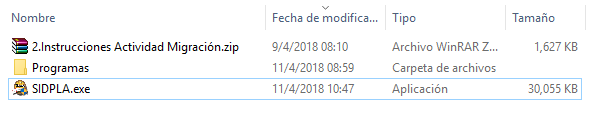 Nombre Fecha de modifica... Tipo Tamaño
2.Instrucciones Actividad Migración.zip 9/4/2018 08:10 Archivo WinRAR Z... 1,627 KB
Programas 11/4/2018 08:59 Carpeta de archivos
SIDPLA.exe 11/4/2018 10:47 Aplicación 30,055 KB